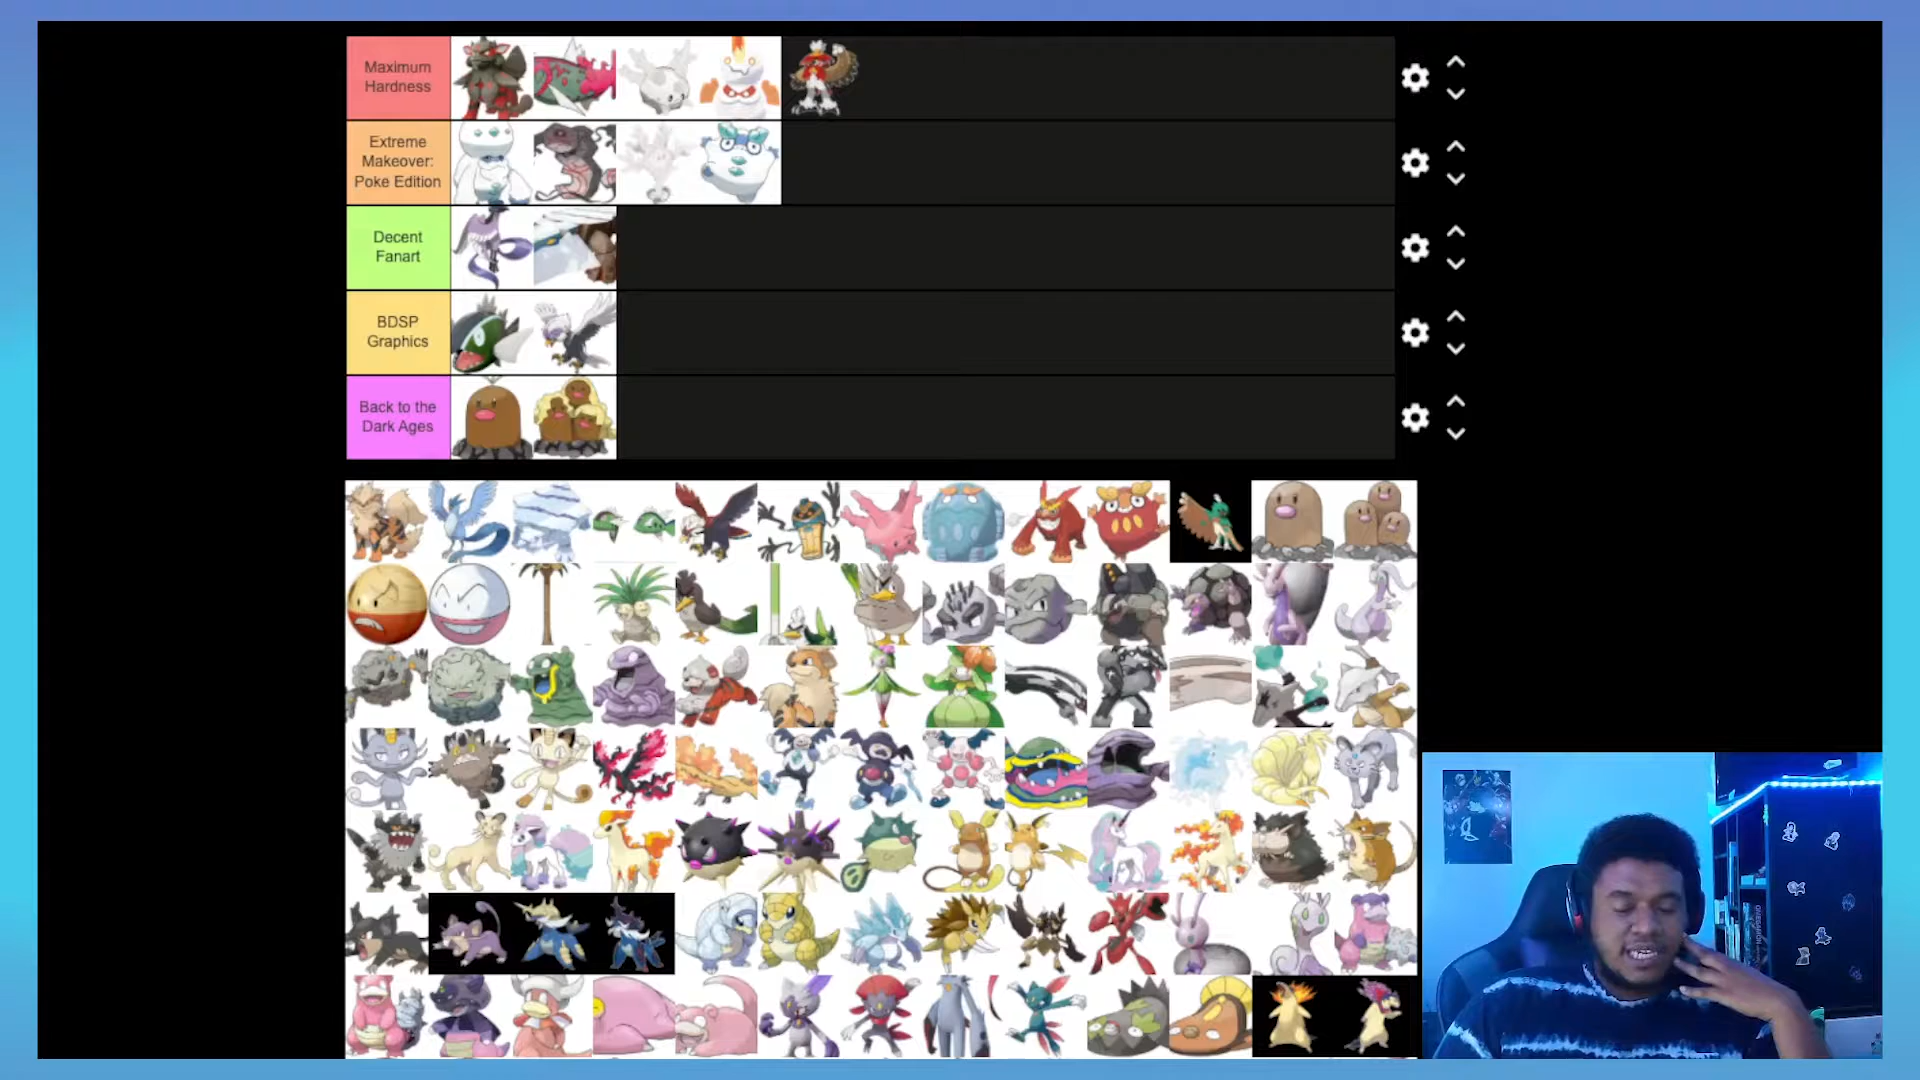 Maximum
Hardness
Extreme
Makeover:
Poke Edition
Decent
Fanart
BDSP
Graphics
Back to the
Dark Ages